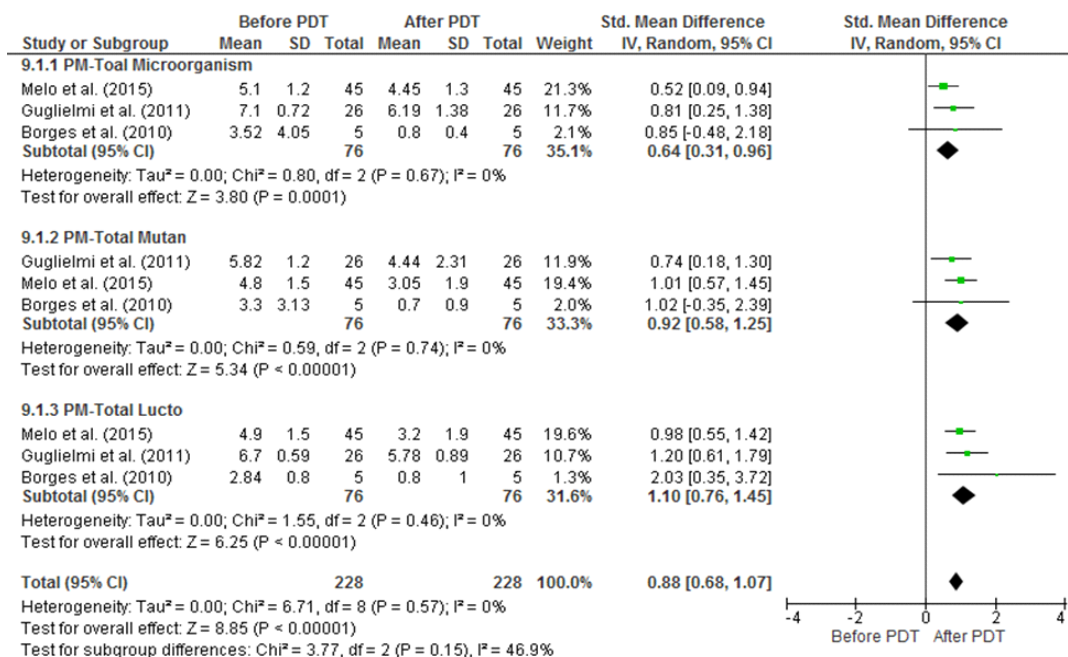 Before PDT After PDT Std. Mean Difference Std. Mean Difference
Study or Subgroup Mean SD Total Mean SD Total Weight IV, Random, 95% CI IV, Random, 95% CI
9.1.1 PM-Toal Microorganism
Melo et al. (2015) 5.1 1.2 45 4.45 1.3 45 21.3% 0.52 [0.09, 0.94]
Guglielmi et al. (2011) 7.1 0.72 26 6.19 1.38 26 11.7% 0.81 [0.25, 1.38]
Borges et al. (2010) 3.52 4.05 5 0.8 0.4 5 2.1% 0.85 [-0.48, 2.18]
Subtotal (95% CI) 76 76 35.1% 0.64 [0.31, 0.96]
Heterogeneity: Tau² = 0.00; Chi² = 0.80, df = 2 (P = 0.67); I² = 0%
Test for overall effect: Z = 3.80 (P = 0.0001)
9.1.2 PM-Total Mutan
Guglielmi et al. (2011) 5.82 1.2 26 4.44 2.31 26 11.9% 0.74 [0.18, 1.30]
Melo et al. (2015) 4.8 1.5 45 3.05 1.9 45 19.4% 1.01 [0.57, 1.45]
Borges et al. (2010) 3.3 3.13 5 0.7 0.9 5 2.0% 1.02 [-0.35, 2.39]
Subtotal (95% CI) 76 76 33.3% 0.92 [0.58, 1.25]
Heterogeneity: Tau² = 0.00; Chi² = 0.59, df = 2 (P = 0.74); I² = 0%
Test for overall effect: Z = 5.34 (P < 0.00001)
9.1.3 PM-Total Lucto
Melo et al. (2015) 4.9 1.5 45 3.2 1.9 45 19.6% 0.98 [0.55, 1.42]
Guglielmi et al. (2011) 6.7 0.59 26 5.78 0.89 26 10.7% 1.20 [0.61, 1.79]
Borges et al. (2010) 2.84 0.8 5 0.8 1 5 1.3% 2.03 [0.35, 3.72]
Subtotal (95% CI) 76 76 31.6% 1.10 [0.76, 1.45]
Heterogeneity: Tau² = 0.00; Chi² = 1.55, df = 2 (P = 0.46); I² = 0%
Test for overall effect: Z = 6.25 (P < 0.00001)
Total (95% CI) 228 228 100.0% 0.88 [0.68, 1.07]
Heterogeneity: Tau² = 0.00; Chi² = 6.71, df = 8 (P = 0.57); I² = 0%
Test for overall effect: Z = 8.85 (P < 0.00001)
Test for subgroup differences: Chi² = 3.77, df = 2 (P = 0.15), I² = 46.9%
-4 -2 0 2 4
Before PDT After PDT